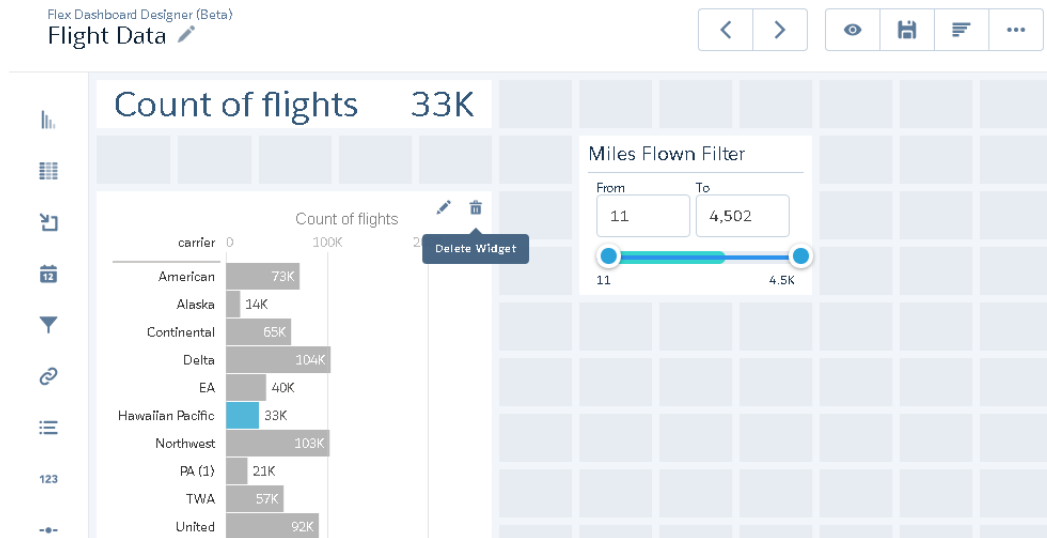 Flex Dashboard Designer (Beta)
Flight Data
Count of flights 33K
Miles Flown Filter
From To
11 4,502
11 4.5K
Count of flights
Delete Widget
carrier 0 100K
American 73K
Alaska 14K
12
Continental 65K
Delta 104K
EA 40K
Hawaiian Pacific 33K
Northwest 103K
PA (1) 21K
123
TWA 57K
United 92K